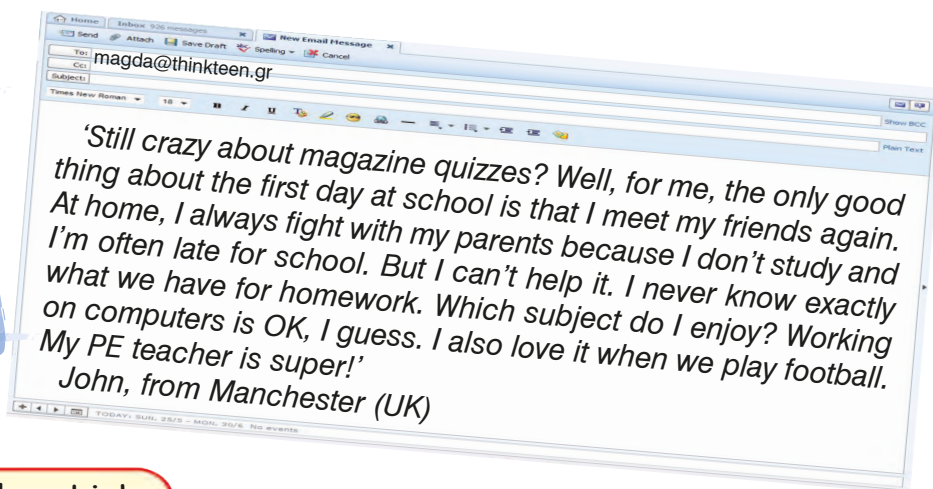 Home Inbox 926 messages New Email Message
Send Attach Save Draft Spelling Cancel
To: magda@thinkteen.gr
Cc:
Show BCC
Subject:
Plain Text
Times New Roman 18 B I U
‘Still crazy about magazine quizzes? Well, for me, the only good
thing about the first day at school is that I meet my friends again.
At home, I always fight with my parents because I don’t study and
I’m often late for school. But I can’t help it. I never know exactly
what we have for homework. Which subject do I enjoy? Working
on computers is OK, I guess. I also love it when we play football.
My PE teacher is super!’
John, from Manchester (UK)
TODAY: SUN, 25/5 - MON, 30/6 No events